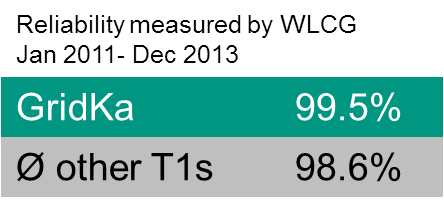 Reliability measured by WLCG
Jan 2011- Dec 2013
GridKa 99.5%
Ø other T1s 98.6%